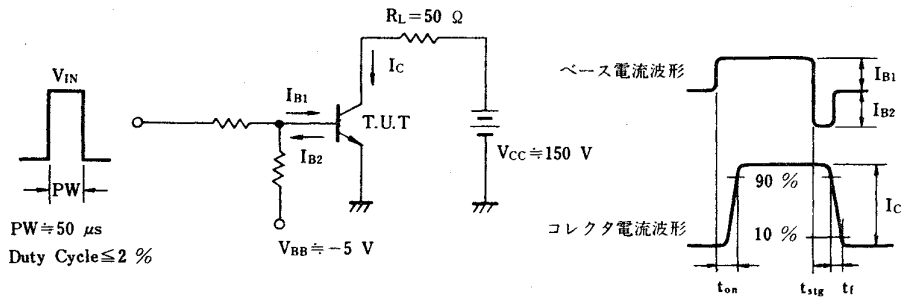 R_L=50 Ω
V_IN
I_C
I_B1
T.U.T
I_B2
V_CC≒150 V
PW
PW≒50 μs
Duty Cycle≦2 %
V_BB≒-5 V
ベース電流波形
I_B1
I_B2
90 %
I_C
コレクタ電流波形
10 %
t_on
t_stg
t_f